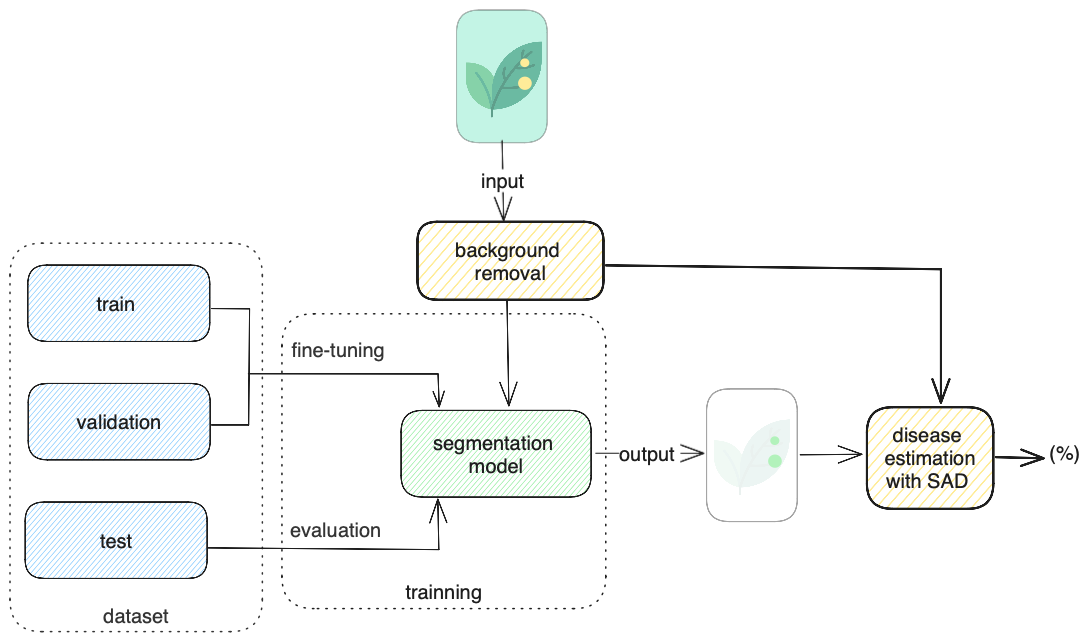 input
background
removal
train
fine-tuning
validation
segmentation
model
output
disease
estimation
with SAD
(%)
evaluation
test
trainning
dataset